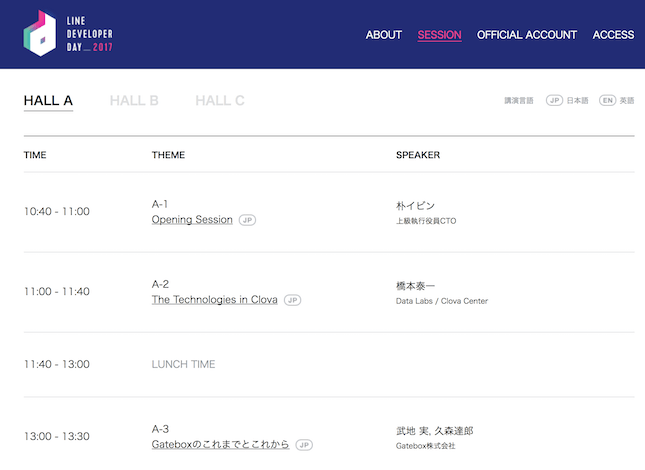 LINE
DEVELOPER
DAY_2017
ABOUT SESSION OFFICIAL ACCOUNT ACCESS
HALL A HALL B HALL C 講演言語 JP 日本語 EN 英語
TIME THEME SPEAKER
10:40 - 11:00
A-1
Opening Session JP
朴イビン
上級執行役員CTO
11:00 - 11:40
A-2
The Technologies in Clova JP
橋本泰一
Data Labs / Clova Center
11:40 - 13:00 LUNCH TIME
13:00 - 13:30
A-3
Gateboxのこれまでとこれから JP
武地 実, 久森達郎
Gatebox株式会社